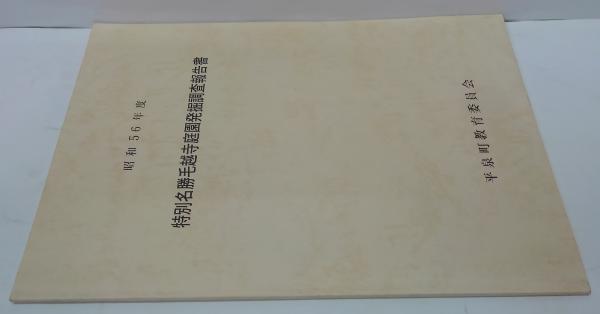 昭和56年度
特別名勝毛越寺庭園発掘調査報告書
平泉町教育委員会